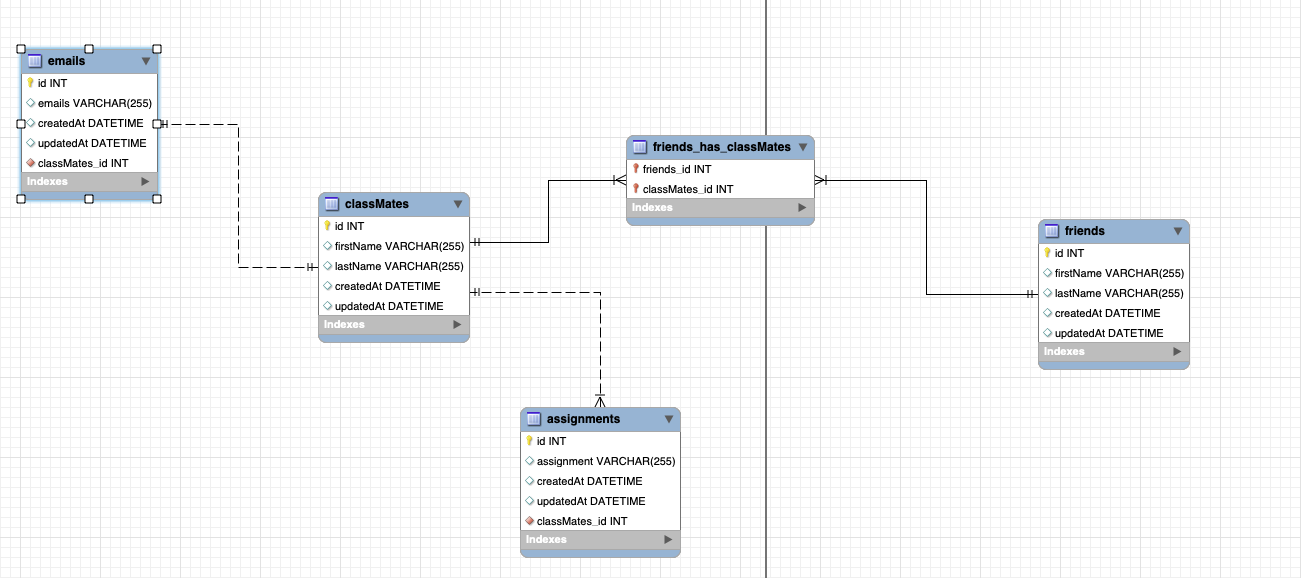 emails
id INT
emails VARCHAR(255)
createdAt DATETIME
updatedAt DATETIME
classMates_id INT
Indexes
classMates
id INT
firstName VARCHAR(255)
lastName VARCHAR(255)
createdAt DATETIME
updatedAt DATETIME
Indexes
friends_has_classMates
friends_id INT
classMates_id INT
Indexes
friends
id INT
firstName VARCHAR(255)
lastName VARCHAR(255)
createdAt DATETIME
updatedAt DATETIME
Indexes
assignments
id INT
assignment VARCHAR(255)
createdAt DATETIME
updatedAt DATETIME
classMates_id INT
Indexes